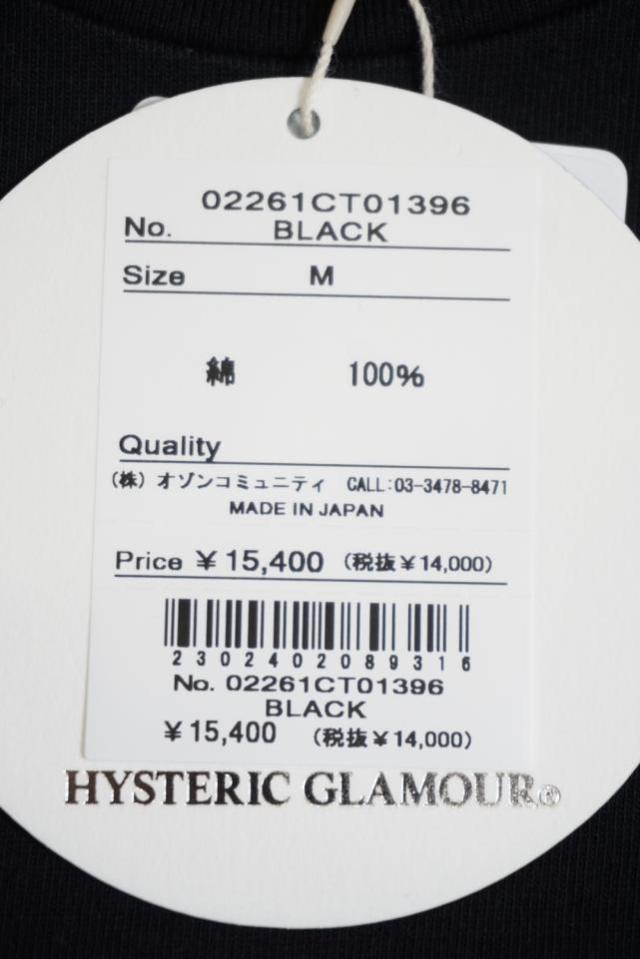 02261CT01396
No. BLACK
Size M
綿 100%
Quality
(株) オゾンコミュニティ CALL:03-3478-8471
MADE IN JAPAN
Price ¥15,400 (税抜¥14,000)
2302402089316
No. 02261CT01396
BLACK
¥15,400 (税抜¥14,000)
HYSTERIC GLAMOUR®